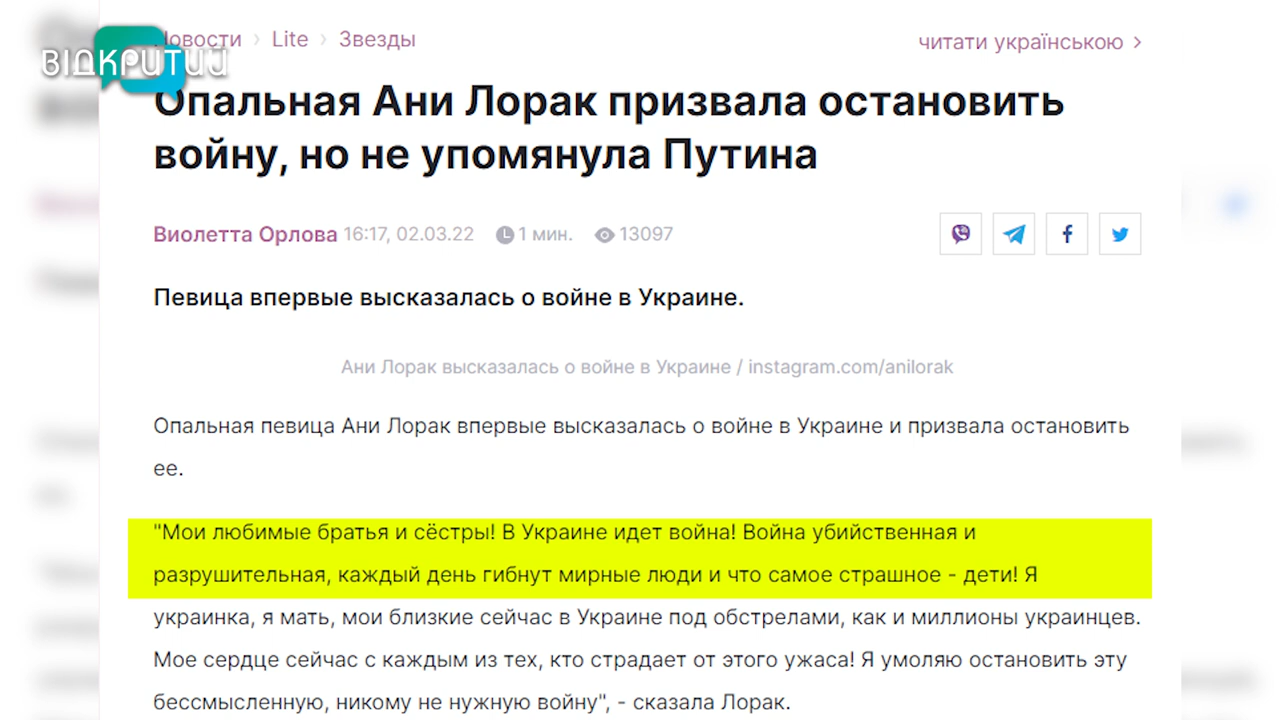 ВІДКРИТИЙ
Новости › Lite › Звезды
читати українською ›
Опальная Ани Лорак призвала остановить
войну, но не упомянула Путина
Виолетта Орлова 16:17, 02.03.22 1 мин. 13097
Певица впервые высказалась о войне в Украине.
Ани Лорак высказалась о войне в Украине / instagram.com/anilorak
Опальная певица Ани Лорак впервые высказалась о войне в Украине и призвала остановить
ее.
"Мои любимые братья и сёстры! В Украине идет война! Война убийственная и
разрушительная, каждый день гибнут мирные люди и что самое страшное - дети! Я
украинка, я мать, мои близкие сейчас в Украине под обстрелами, как и миллионы украинцев.
Мое сердце сейчас с каждым из тех, кто страдает от этого ужаса! Я умоляю остановить эту
бессмысленную, никому не нужную войну", - сказала Лорак.